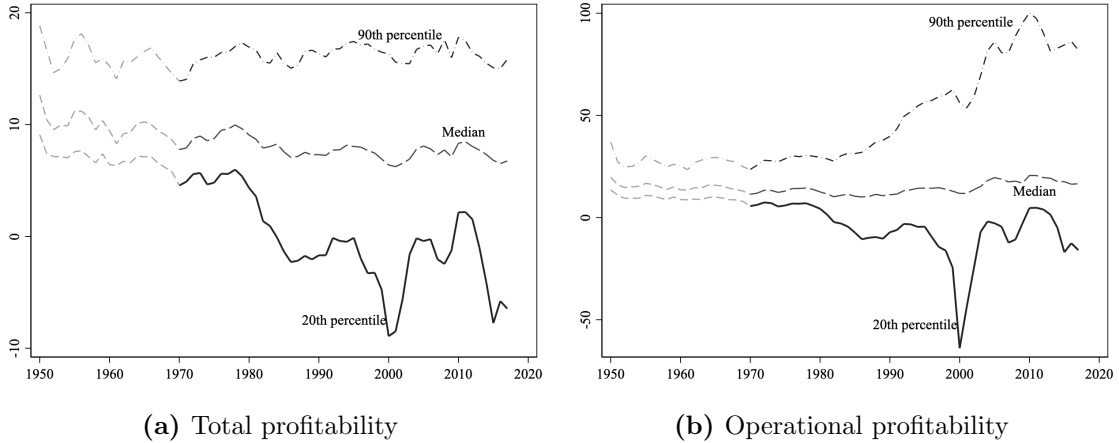 20
10
0
-10
90th percentile
Median
20th percentile
1950 1960 1970 1980 1990 2000 2010 2020
(a) Total profitability
100
50
0
-50
90th percentile
Median
20th percentile
1950 1960 1970 1980 1990 2000 2010 2020
(b) Operational profitability